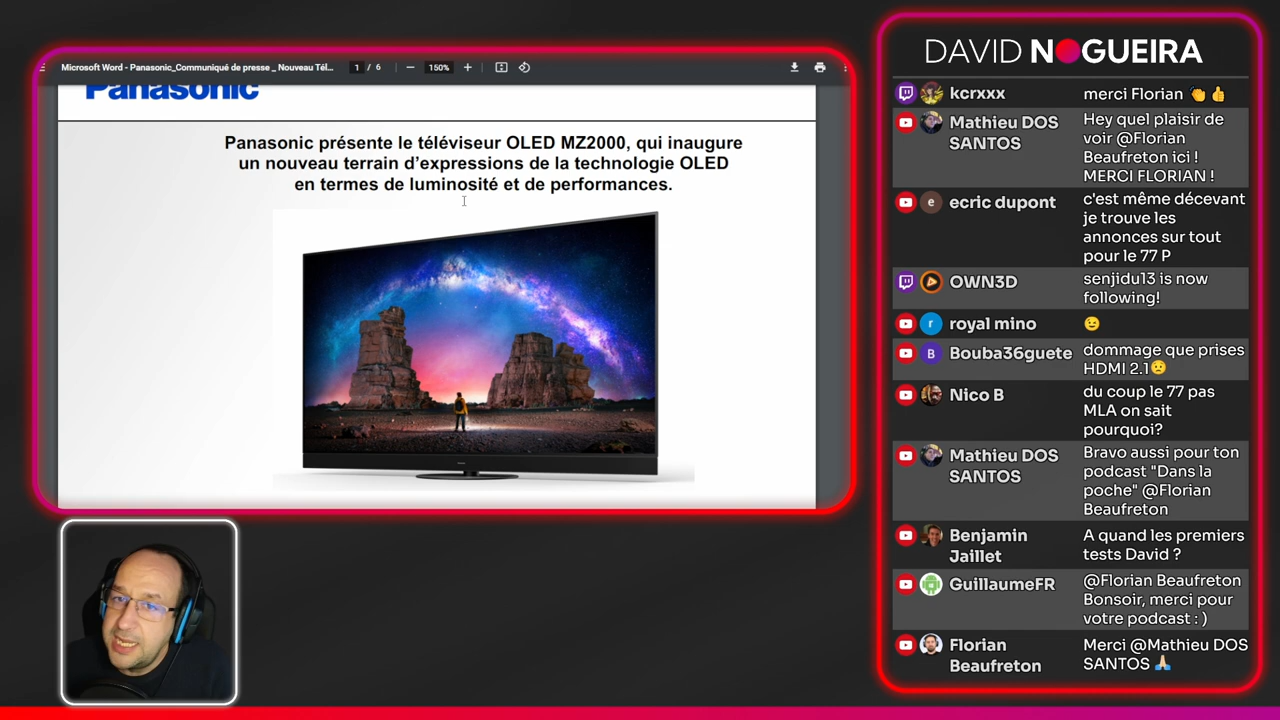 Microsoft Word - Panasonic_Communiqué de presse _ Nouveau Tél... 1 / 6 − 150% +
Panasonic
Panasonic présente le téléviseur OLED MZ2000, qui inaugure
un nouveau terrain d'expressions de la technologie OLED
en termes de luminosité et de performances.
DAVID NOGUEIRA
kcrxxx
merci Florian 👏 👍
Mathieu DOS
SANTOS
Hey quel plaisir de
voir @Florian
Beaufreton ici !
MERCI FLORIAN !
e
ecric dupont
c'est même décevant
je trouve les
annonces sur tout
pour le 77 P
OWN3D
senjidu13 is now
following!
r
royal mino
😉
B
Bouba36guete
dommage que prises
HDMI 2.1😟
Nico B
du coup le 77 pas
MLA on sait
pourquoi?
Mathieu DOS
SANTOS
Bravo aussi pour ton
podcast "Dans la
poche" @Florian
Beaufreton
Benjamin
Jaillet
A quand les premiers
tests David ?
GuillaumeFR
@Florian Beaufreton
Bonsoir, merci pour
votre podcast : )
Florian
Beaufreton
Merci @Mathieu DOS
SANTOS 🙏🏻